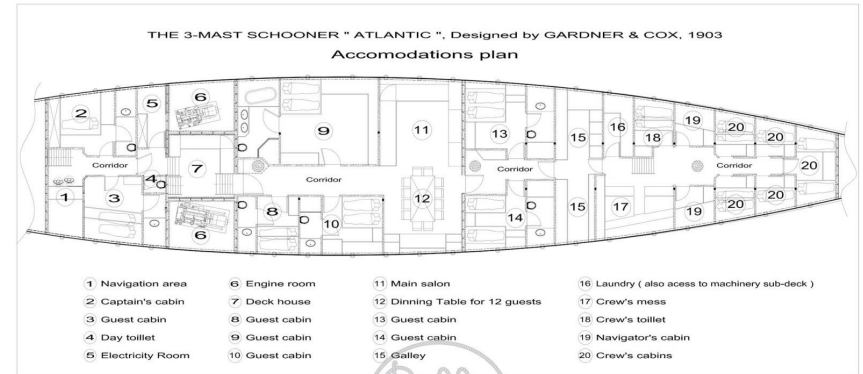 THE 3-MAST SCHOONER " ATLANTIC ", Designed by GARDNER & COX, 1903
Accomodations plan
2
5
6
9
11
13
15
16
18
19
20
20
Corridor
4
7
Corridor
Corridor
Corridor
20
1
3
6
8
10
12
14
15
17
19
20
20
1 Navigation area
2 Captain's cabin
3 Guest cabin
4 Day toillet
5 Electricity Room
6 Engine room
7 Deck house
8 Guest cabin
9 Guest cabin
10 Guest cabin
11 Main salon
12 Dinning Table for 12 guests
13 Guest cabin
14 Guest cabin
15 Galley
16 Laundry ( also acess to machinery sub-deck )
17 Crew's mess
18 Crew's toillet
19 Navigator's cabin
20 Crew's cabins